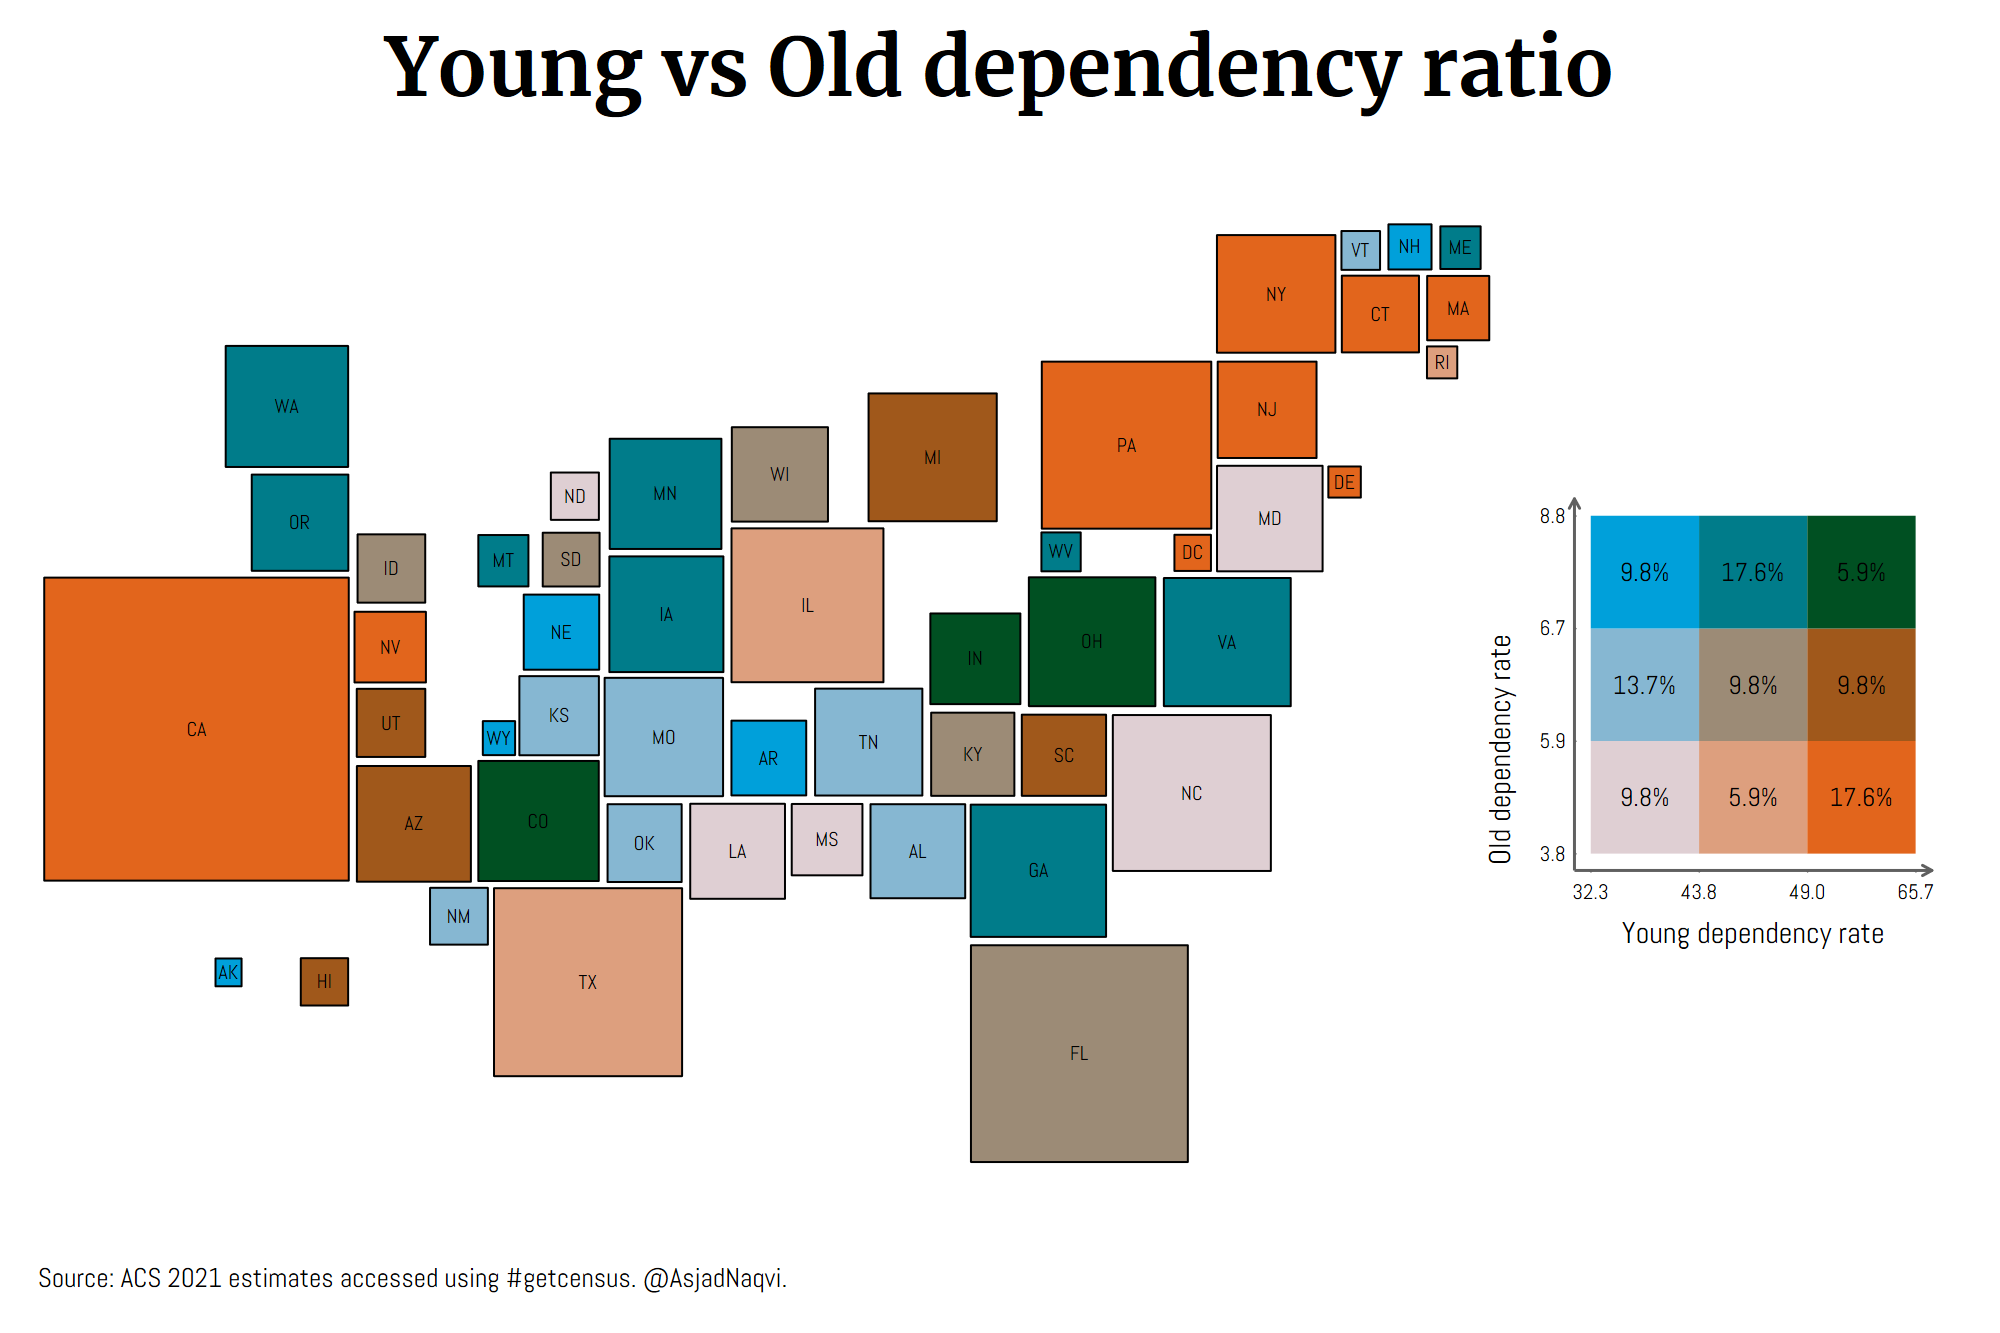 Young vs Old dependency ratio
VT
NH
ME
NY
CT
MA
RI
WA
NJ
MI
PA
WI
DE
MN
ND
MD
OR
WV
DC
MT
SD
ID
IL
IA
NE
OH
VA
NV
IN
KS
UT
CA
WY
MO
TN
AR
KY
SC
NC
AZ
CO
OK
LA
MS
AL
GA
NM
AK
HI
TX
FL
8.8
9.8%
17.6%
5.9%
6.7
13.7%
9.8%
9.8%
5.9
9.8%
5.9%
17.6%
3.8
Old dependency rate
32.3
43.8
49.0
65.7
Young dependency rate
Source: ACS 2021 estimates accessed using #getcensus. @AsjadNaqvi.